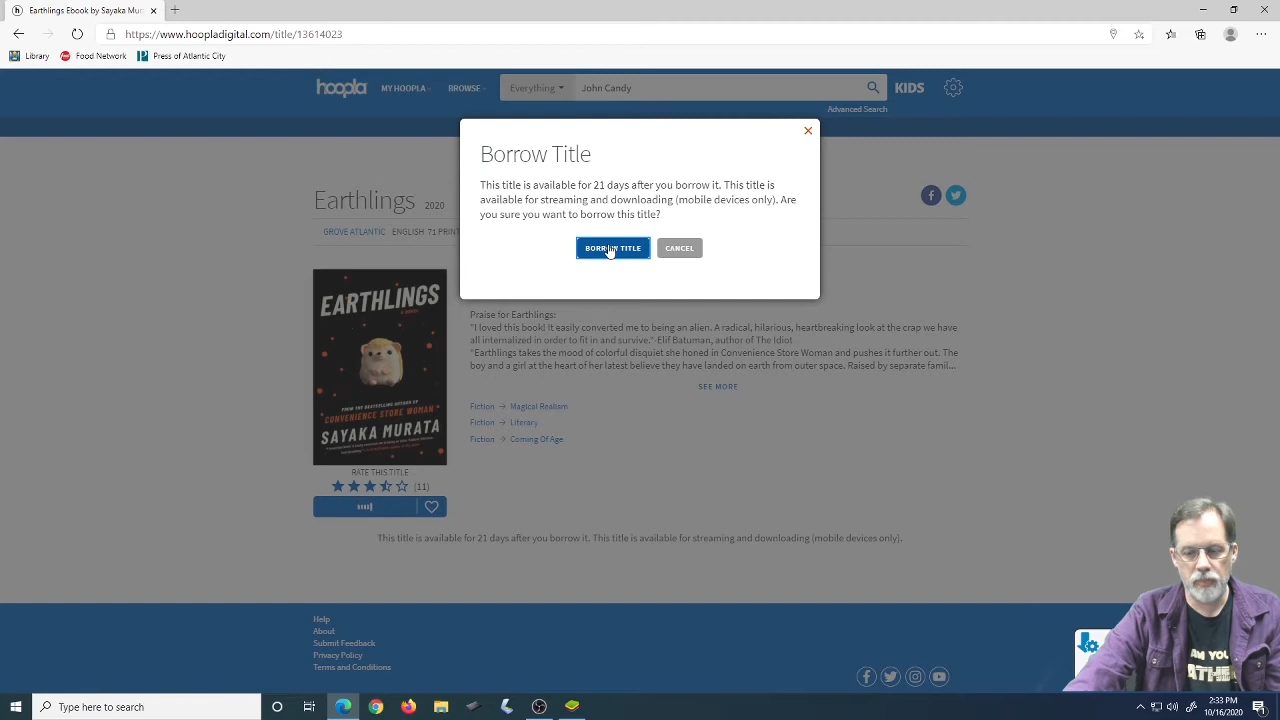 Earthlings Book by Sayaka Mur
https://www.hoopladigital.com/title/13614023
Library
Food Network
Press Atlantic City
hoopla
MY HOOPLA
BROWSE
Everything
John Candy
KIDS
Advanced Search
Borrow Title
This title is available for 21 days after you borrow it. This title is
available for streaming and downloading (mobile devices only). Are
you sure you want to borrow this title?
BORROW TITLE
CANCEL
Earthlings 2020
GROVE ATLANTIC ENGLISH 71 PRINT
EARTHLINGS
A NOVEL
FROM THE BESTSELLING AUTHOR OF
CONVENIENCE STORE WOMAN
SAYAKA MURATA
Praise for Earthlings:
"I loved this book! It easily converted me to being an alien. A radical, hilarious, heartbreaking look at the crap we have
all internalized in order to fit in and survive."-Elif Batuman, author of The Idiot
"Earthlings takes the mood of colorful disquiet she honed in Convenience Store Woman and pushes it further out. The
boy and a girl at the heart of her latest believe they have landed on earth from outer space. Raised by separate famil...
SEE MORE
Fiction → Magical Realism
Fiction → Literary
Fiction → Coming Of Age
RATE THIS TITLE
(11)
This title is available for 21 days after you borrow it. This title is available for streaming and downloading (mobile devices only).
Help
About
Submit Feedback
Privacy Policy
Terms and Conditions
AM YOU
ATHE
Type here to search
2:33 PM
10/16/2020